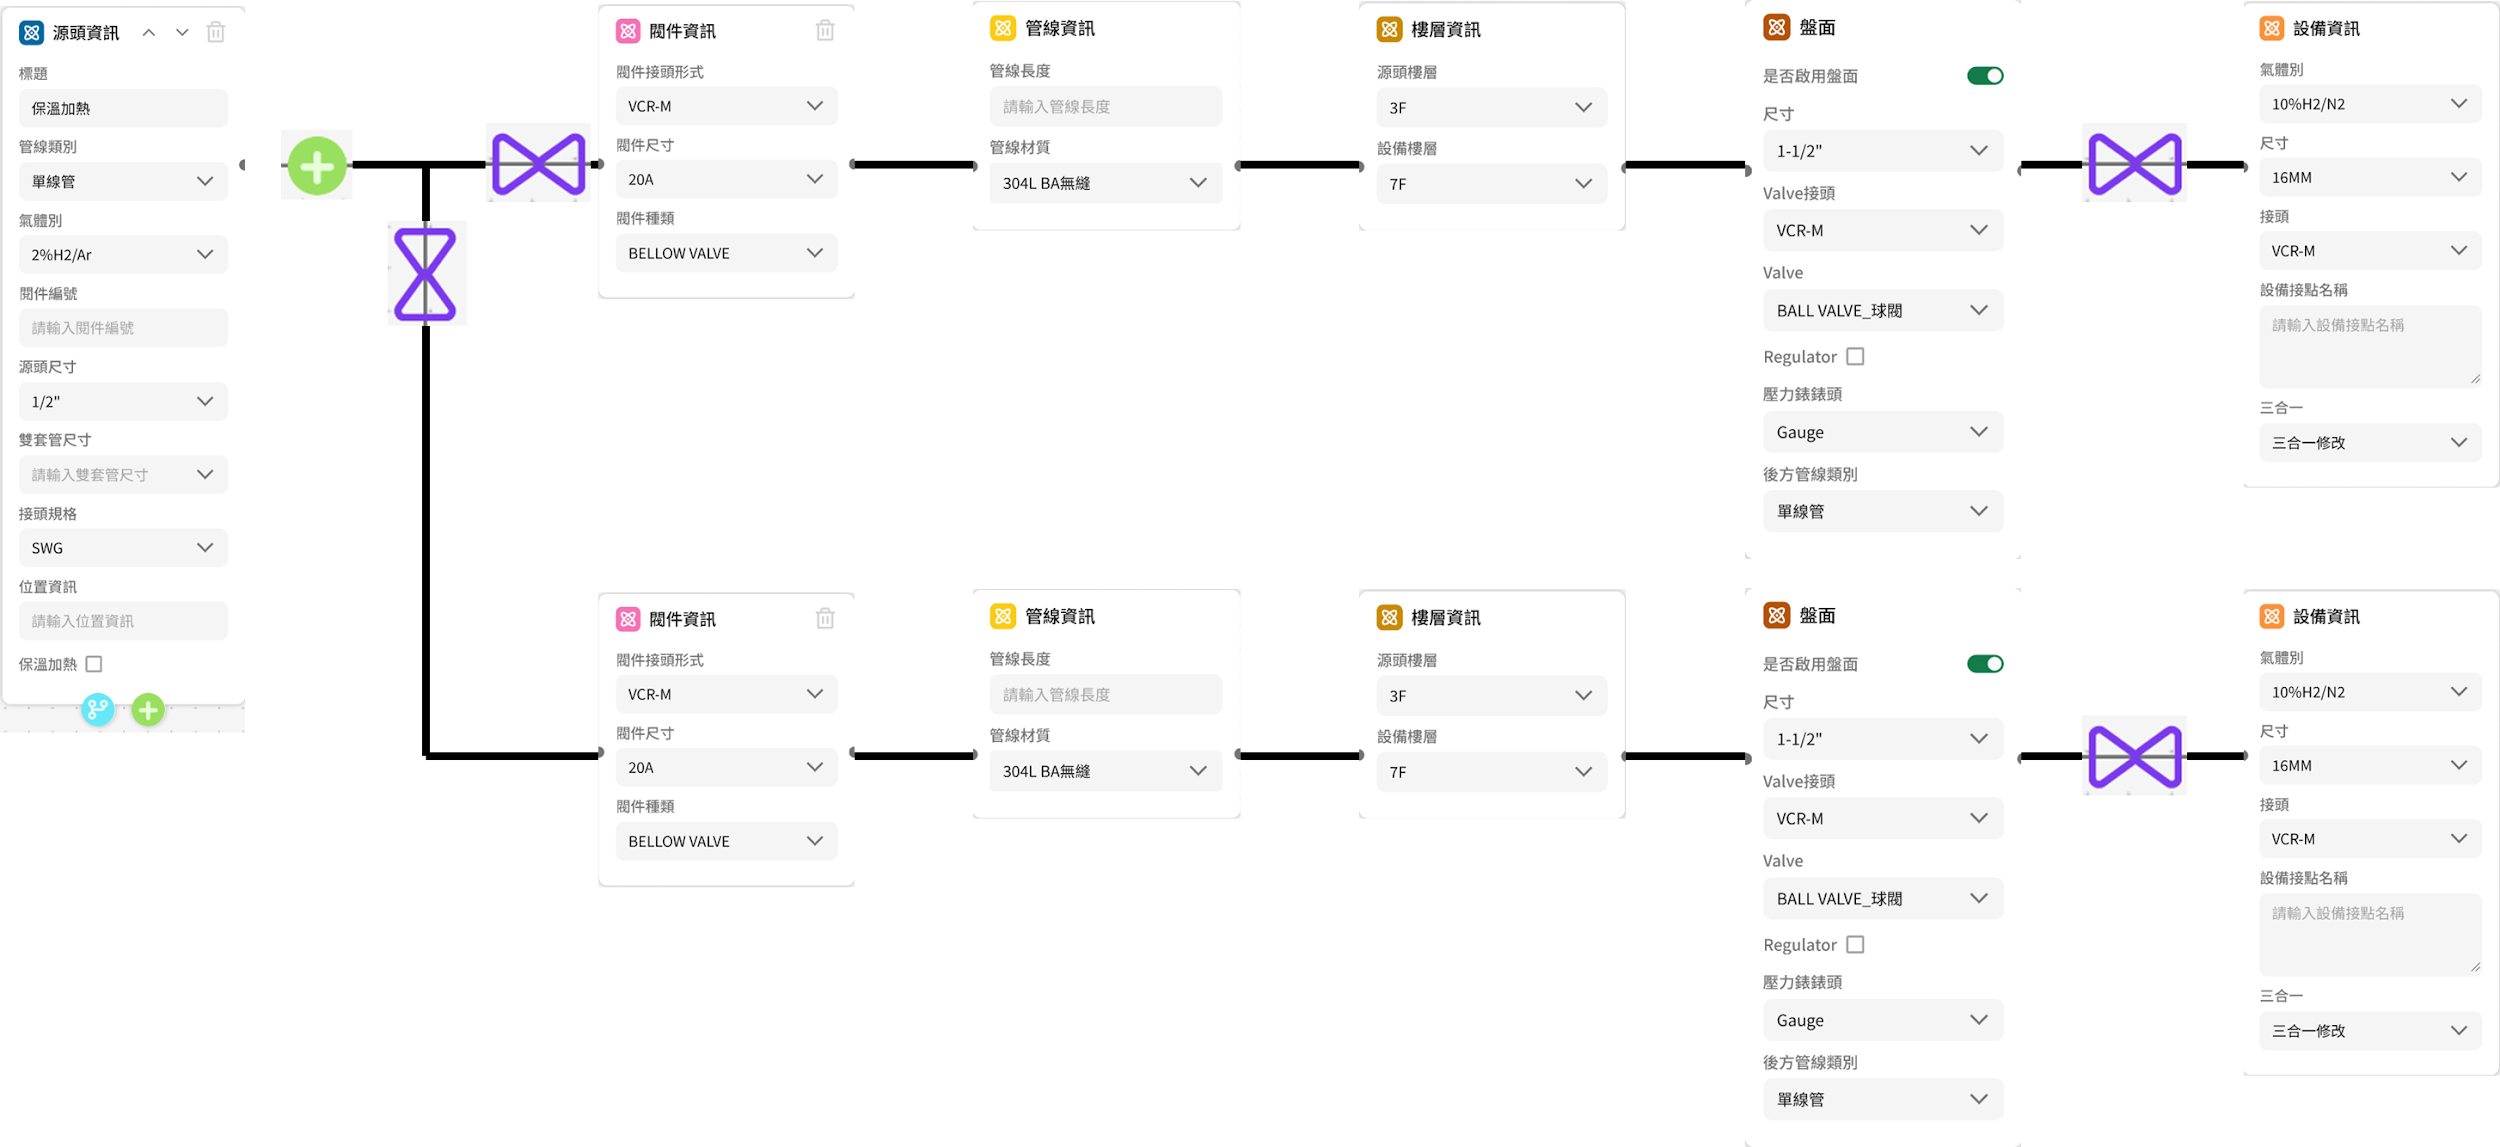 源頭資訊
標題
保溫加熱
管線類別
單線管
氣體別
2%H2/Ar
閥件編號
請輸入閥件編號
源頭尺寸
1/2"
雙套管尺寸
請輸入雙套管尺寸
接頭規格
SWG
位置資訊
請輸入位置資訊
保溫加熱
閥件資訊
閥件接頭形式
VCR-M
閥件尺寸
20A
閥件種類
BELLOW VALVE
管線資訊
管線長度
請輸入管線長度
管線材質
304L BA無縫
樓層資訊
源頭樓層
3F
設備樓層
7F
盤面
是否啟用盤面
尺寸
1-1/2"
Valve接頭
VCR-M
Valve
BALL VALVE_球閥
Regulator
壓力錶錶頭
Gauge
後方管線類別
單線管
設備資訊
氣體別
10%H2/N2
尺寸
16MM
接頭
VCR-M
設備接點名稱
請輸入設備接點名稱
三合一
三合一修改
閥件資訊
閥件接頭形式
VCR-M
閥件尺寸
20A
閥件種類
BELLOW VALVE
管線資訊
管線長度
請輸入管線長度
管線材質
304L BA無縫
樓層資訊
源頭樓層
3F
設備樓層
7F
盤面
是否啟用盤面
尺寸
1-1/2"
Valve接頭
VCR-M
Valve
BALL VALVE_球閥
Regulator
壓力錶錶頭
Gauge
後方管線類別
單線管
設備資訊
氣體別
10%H2/N2
尺寸
16MM
接頭
VCR-M
設備接點名稱
請輸入設備接點名稱
三合一
三合一修改